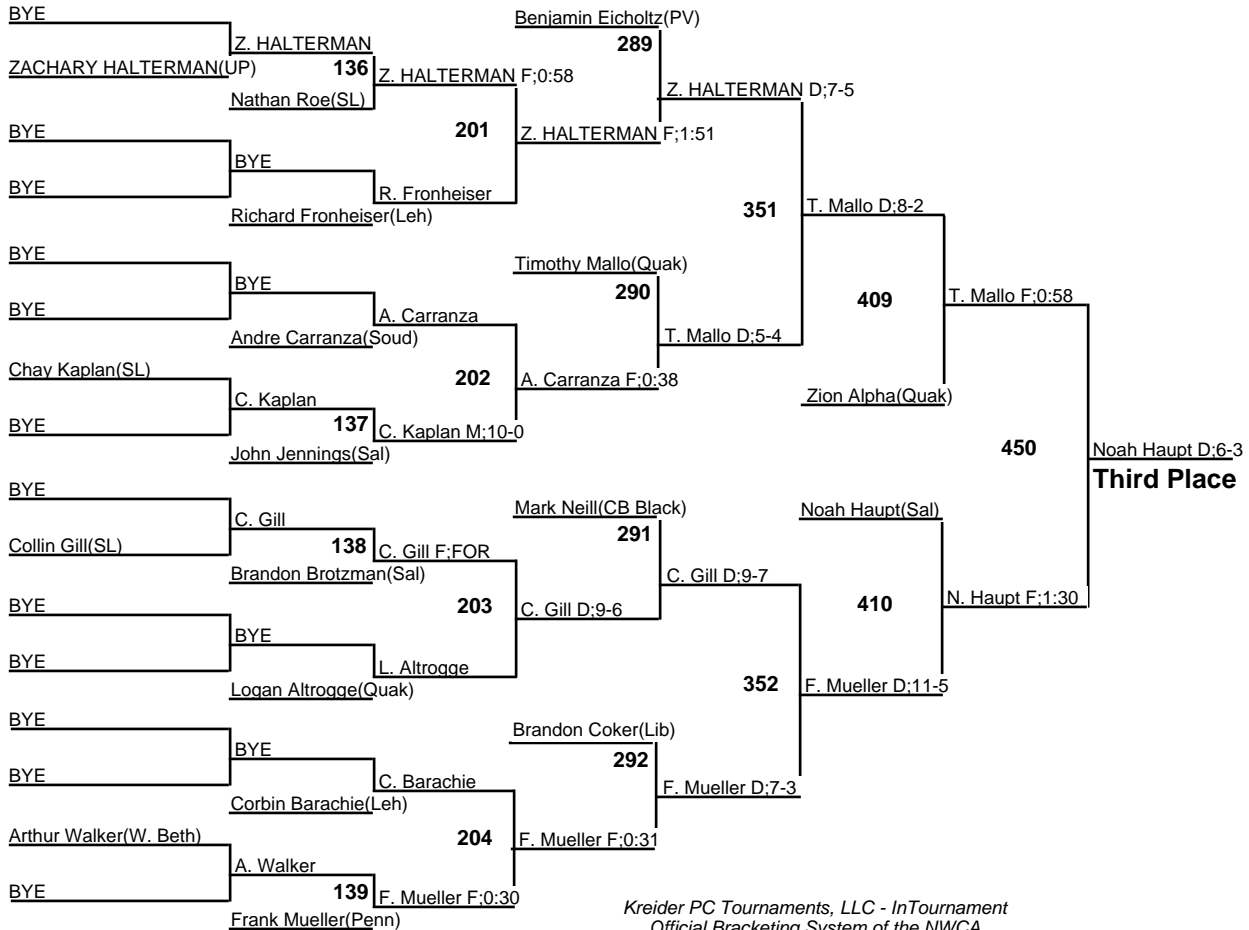 BYE
Benjamin Eicholtz(PV)
Z. HALTERMAN
289
ZACHARY HALTERMAN(UP)
136
Z. HALTERMAN F;0:58
Nathan Roe(SL)
Z. HALTERMAN D;7-5
BYE
201
Z. HALTERMAN F;1:51
BYE
BYE
R. Fronheiser
Richard Fronheiser(Leh)
351
T. Mallo D;8-2
BYE
Timothy Mallo(Quak)
BYE
290
409
T. Mallo F;0:58
BYE
A. Carranza
Andre Carranza(Soud)
T. Mallo D;5-4
Chay Kaplan(SL)
202
A. Carranza F;0:38
C. Kaplan
Zion Alpha(Quak)
BYE
137
C. Kaplan M;10-0
John Jennings(Sal)
450
Noah Haupt D;6-3
Third Place
BYE
Mark Neill(CB Black)
Noah Haupt(Sal)
C. Gill
291
Collin Gill(SL)
138
C. Gill F;FOR
Brandon Brotzman(Sal)
C. Gill D;9-7
BYE
203
C. Gill D;9-6
410
N. Haupt F;1:30
BYE
BYE
L. Altrogge
Logan Altrogge(Quak)
352
F. Mueller D;11-5
BYE
Brandon Coker(Lib)
BYE
292
BYE
C. Barachie
F. Mueller D;7-3
Corbin Barachie(Leh)
Arthur Walker(W. Beth)
204
F. Mueller F;0:31
A. Walker
BYE
139
F. Mueller F;0:30
Frank Mueller(Penn)
Kreider PC Tournaments, LLC - InTournament
Official Bracketing System of the NWCA